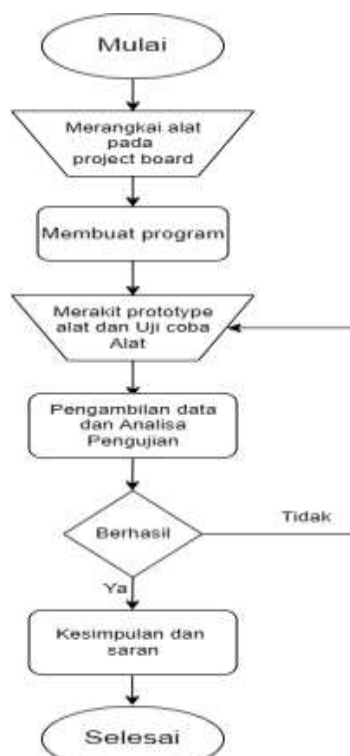 Mulai
Merangkai alat
pada
project board
Membuat program
Merakit prototype
alat dan Uji coba
Alat
Pengambilan data
dan Analisa
Pengujian
Berhasil
Tidak
Ya
Kesimpulan dan
saran
Selesai